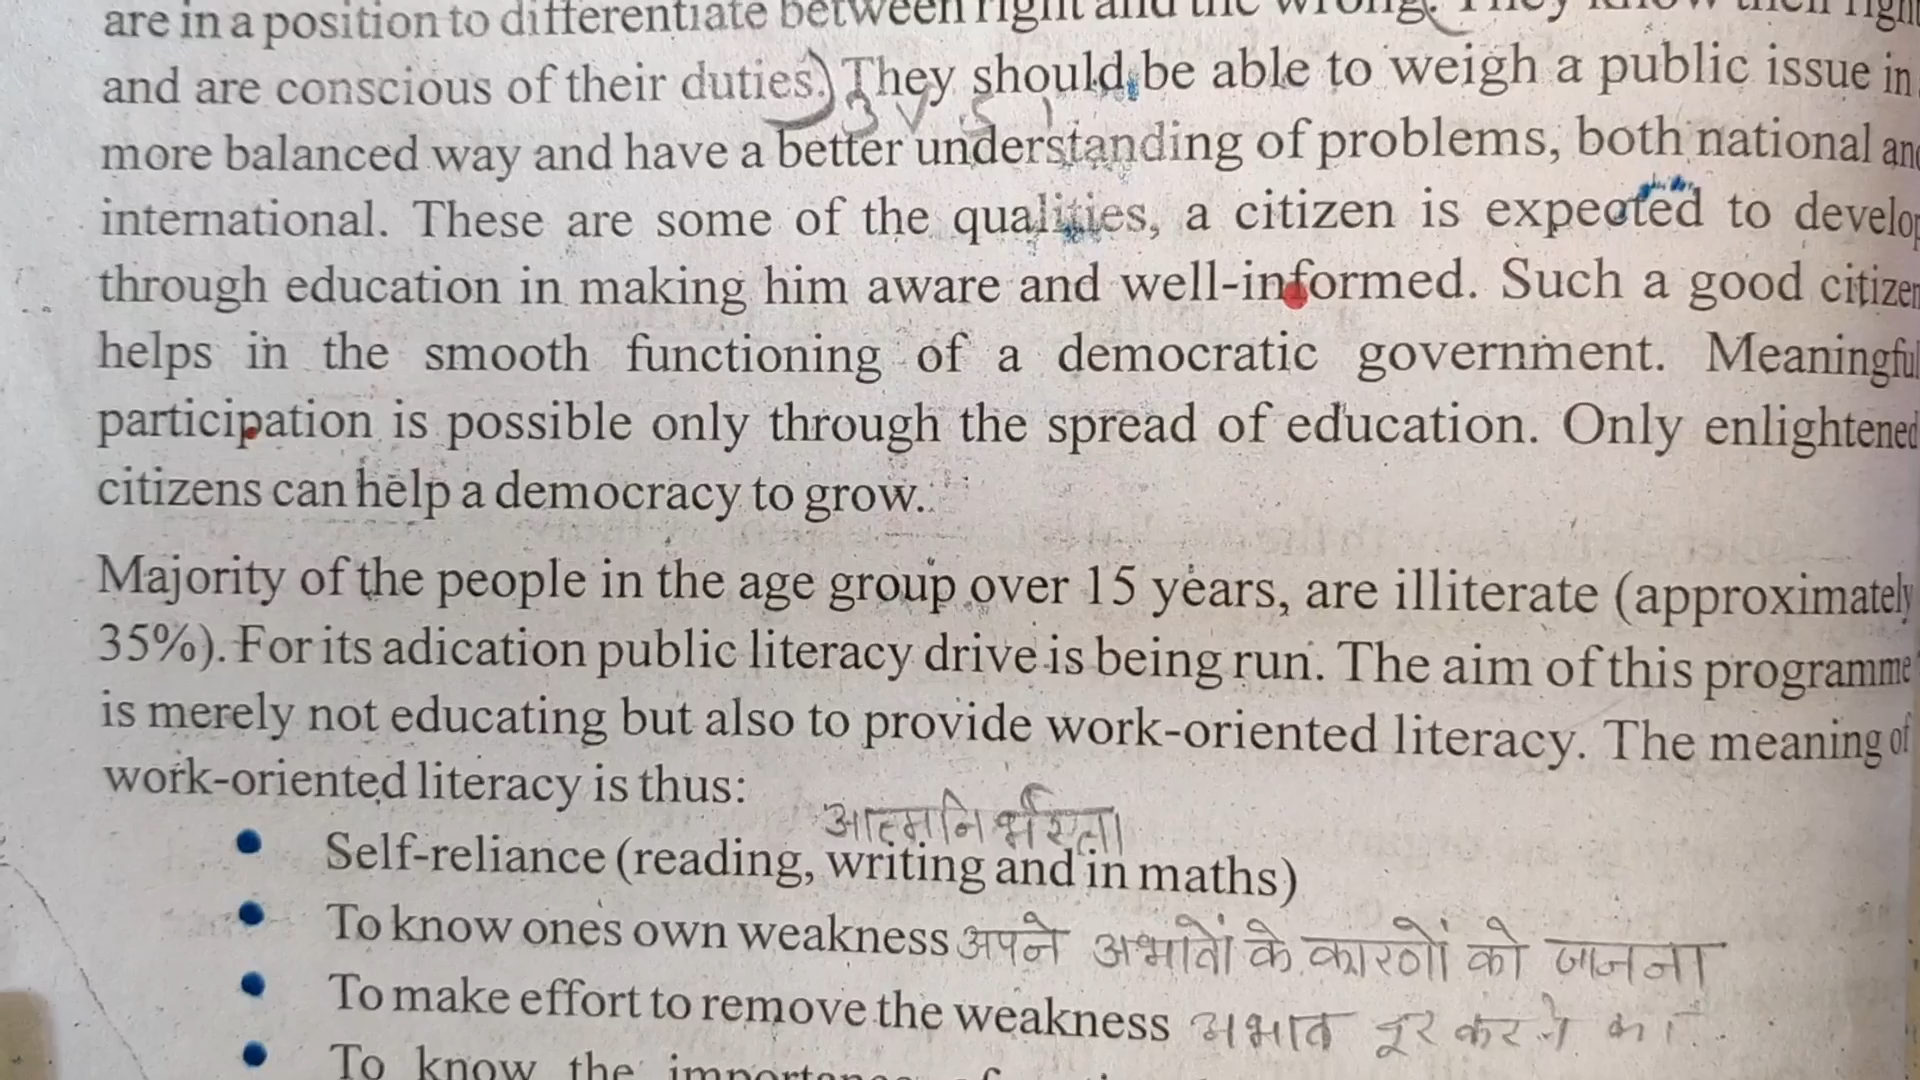 are in a position to differentiate between right and the wrong. They know their righ
and are conscious of their duties. They should be able to weigh a public issue in
more balanced way and have a better understanding of problems, both national and
international. These are some of the qualities, a citizen is expected to develop
through education in making him aware and well-informed. Such a good citizen
helps in the smooth functioning of a democratic government. Meaningful
participation is possible only through the spread of education. Only enlightened
citizens can help a democracy to grow.
Majority of the people in the age group over 15 years, are illiterate (approximately
35%). For its adication public literacy drive is being run. The aim of this programme
is merely not educating but also to provide work-oriented literacy. The meaning of
work-oriented literacy is thus:
आत्मनिर्भरता
Self-reliance (reading, writing and in maths)
To know ones own weakness अपने अभावों के कारणों को जानना
To make effort to remove the weakness अभाव दूर करने का
To know the importance of